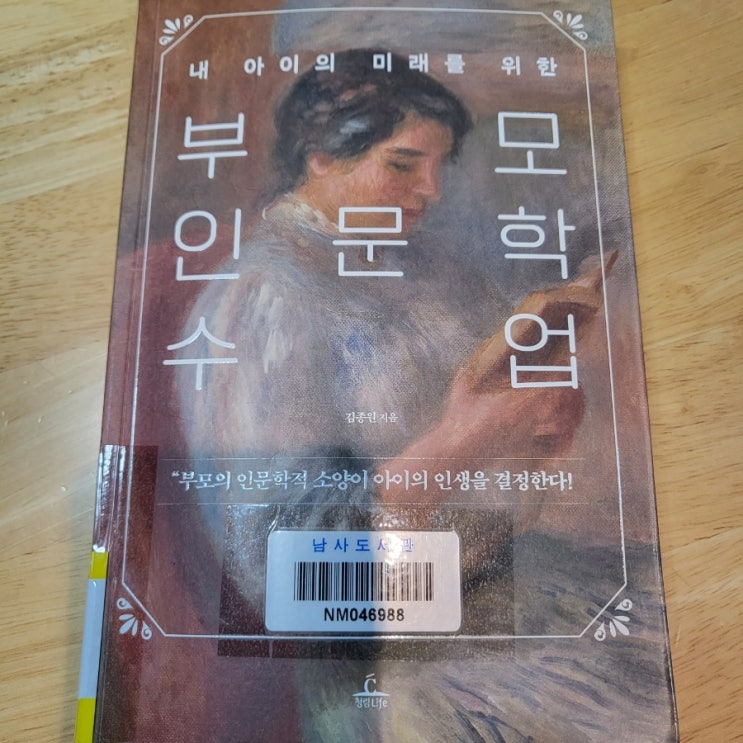 내 아이의 미래를 위한
부 모
인 문 학
수 업
김종원 지음
“부모의 인문학적 소양이 아이의 인생을 결정한다!
남사도서관
NM046988
청림Life